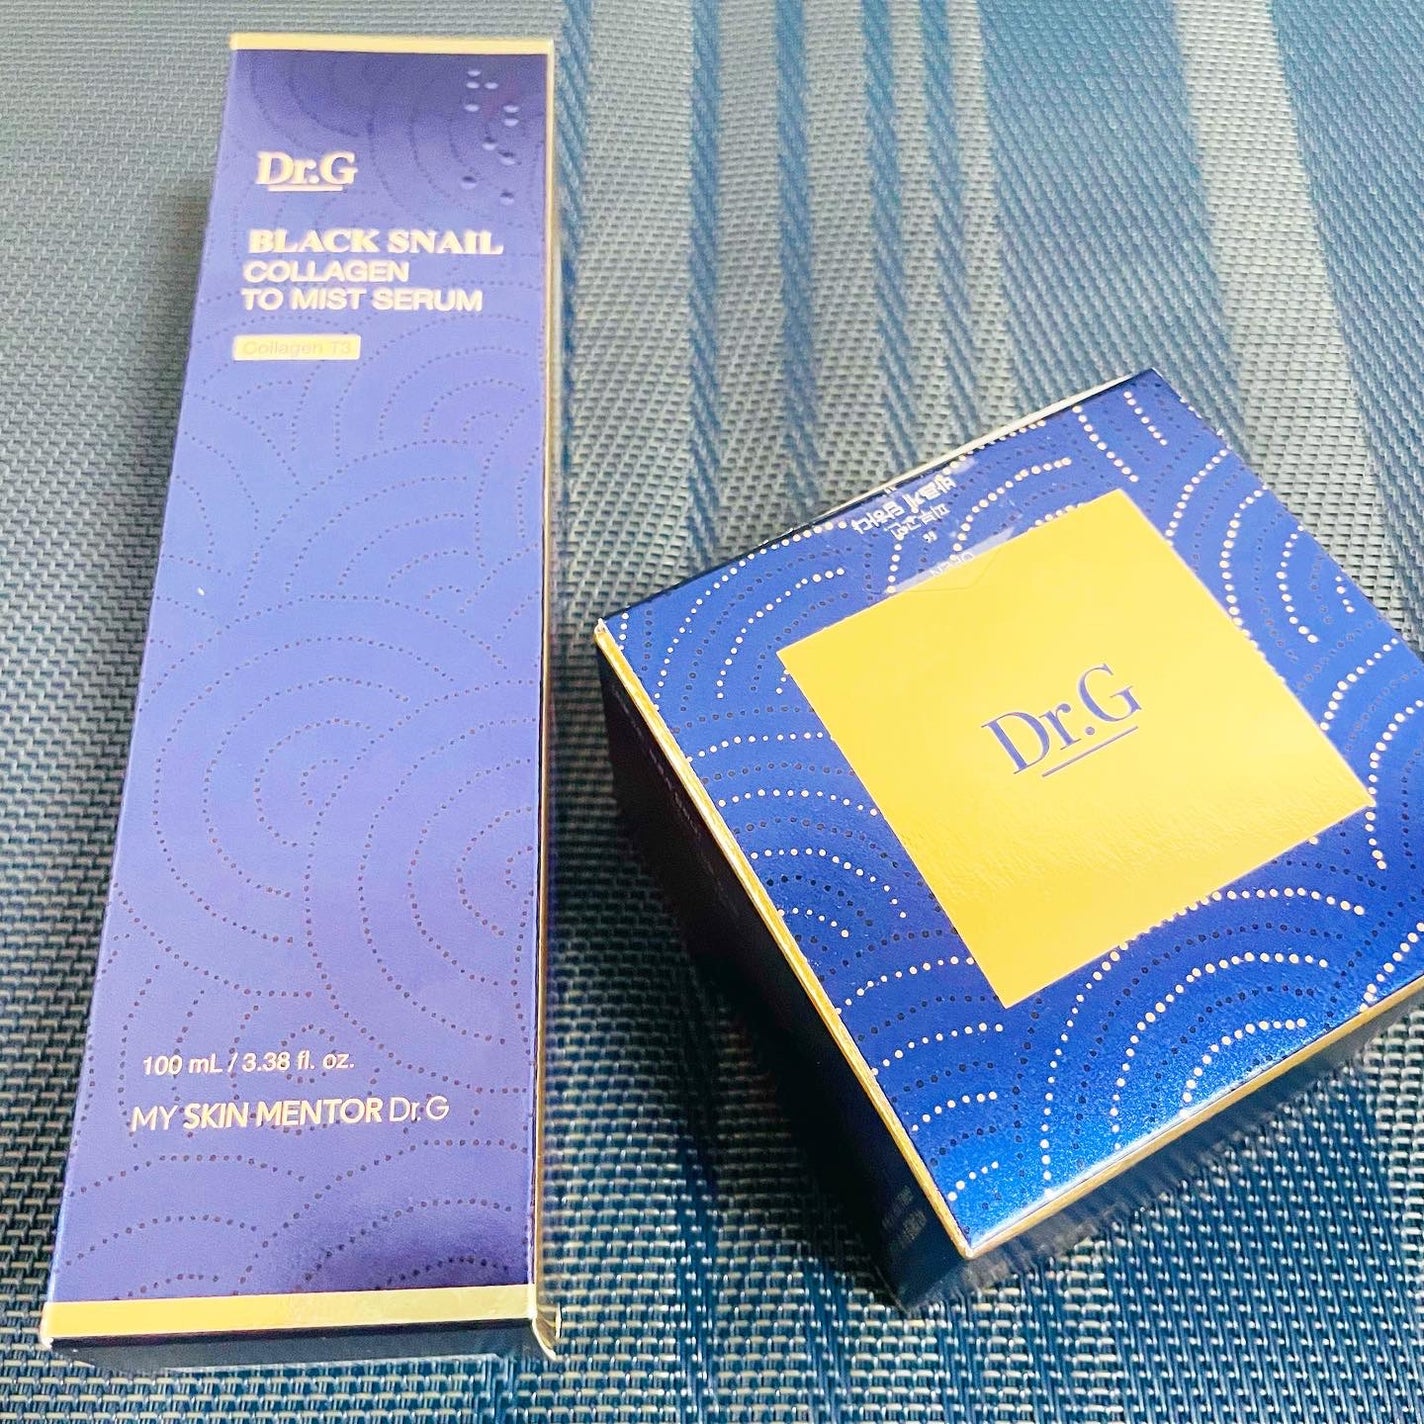 Dr.G
BLACK SNAIL
COLLAGEN
TO MIST SERUM
Collagen T3
100 mL / 3.38 fl. oz.
MY SKIN MENTOR Dr.G
OPEN
Dr.G